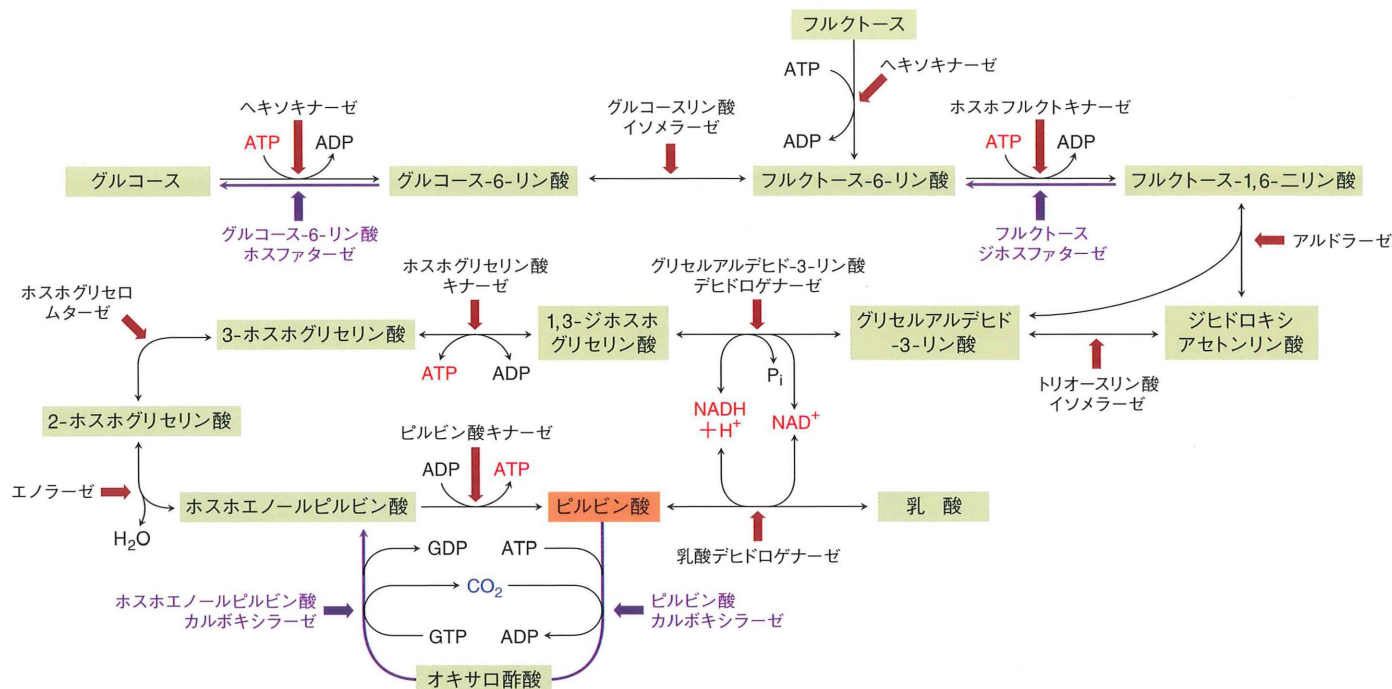 フルクトース
ATP
ヘキソキナーゼ
ADP
ヘキソキナーゼ
ATP
ADP
グルコースリン酸
イソメラーゼ
ホスホフルクトキナーゼ
ATP
ADP
グルコース
グルコース-6-リン酸
フルクトース-6-リン酸
フルクトース-1,6-二リン酸
グルコース-6-リン酸
ホスファターゼ
フルクトース
ジホスファターゼ
アルドラーゼ
ホスホグリセロ
ムターゼ
ホスホグリセリン酸
キナーゼ
グリセルアルデヒド-3-リン酸
デヒドロゲナーゼ
3-ホスホグリセリン酸
1,3-ジホスホ
グリセリン酸
グリセルアルデヒド
-3-リン酸
ジヒドロキシ
アセトンリン酸
ATP
ADP
Pi
トリオースリン酸
イソメラーゼ
2-ホスホグリセリン酸
NADH
+H+
NAD+
ピルビン酸キナーゼ
ADP
ATP
エノラーゼ
H2O
ホスホエノールピルビン酸
ピルビン酸
乳 酸
乳酸デヒドロゲナーゼ
GDP
ATP
CO2
ホスホエノールピルビン酸
カルボキシラーゼ
ピルビン酸
カルボキシラーゼ
GTP
ADP
オキサロ酢酸